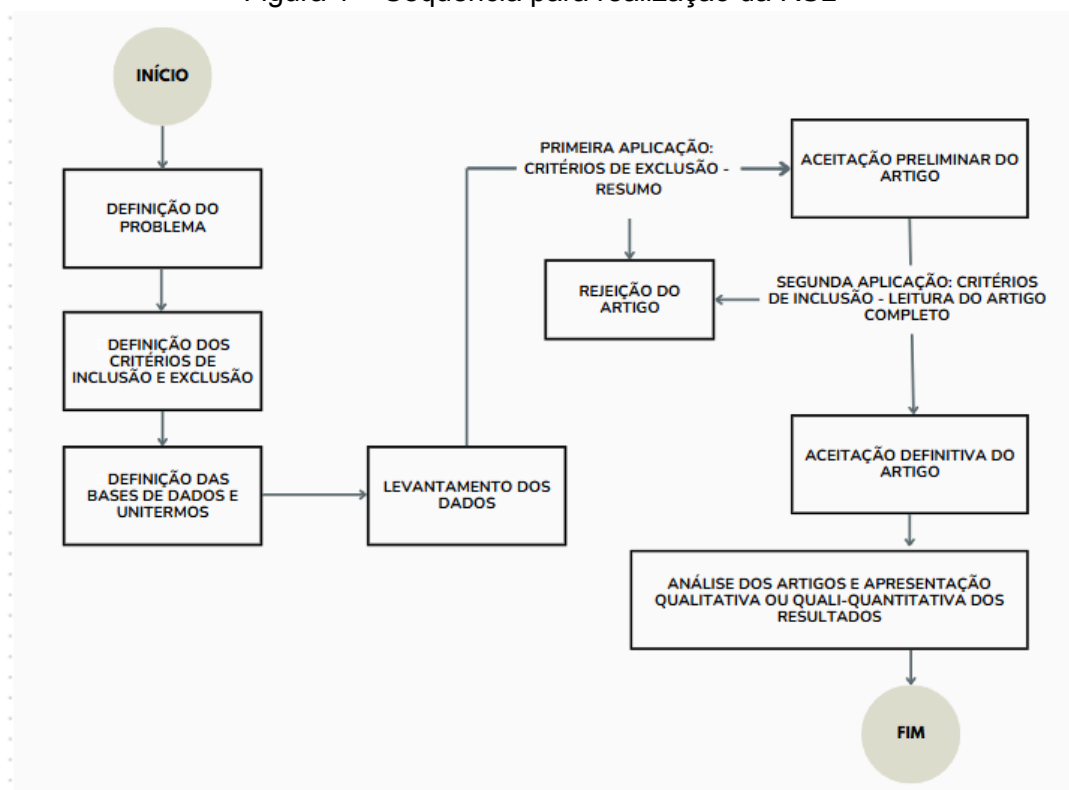 INÍCIO
DEFINIÇÃO DO
PROBLEMA
DEFINIÇÃO DOS
CRITÉRIOS DE
INCLUSÃO E EXCLUSÃO
DEFINIÇÃO DAS
BASES DE DADOS E
UNITERMOS
LEVANTAMENTO DOS
DADOS
PRIMEIRA APLICAÇÃO:
CRITÉRIOS DE EXCLUSÃO -
RESUMO
REJEIÇÃO DO
ARTIGO
ACEITAÇÃO PRELIMINAR DO
ARTIGO
SEGUNDA APLICAÇÃO: CRITÉRIOS
DE INCLUSÃO - LEITURA DO ARTIGO
COMPLETO
ACEITAÇÃO DEFINITIVA DO
ARTIGO
ANÁLISE DOS ARTIGOS E APRESENTAÇÃO
QUALITATIVA OU QUALI-QUANTITATIVA DOS
RESULTADOS
FIM